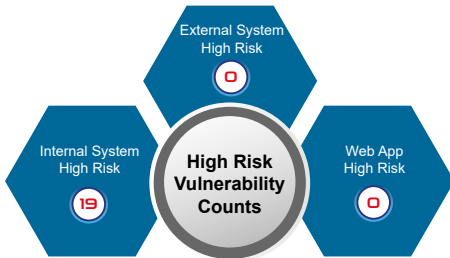 External System
High Risk
0
Internal System
High Risk
19
High Risk
Vulnerability
Counts
Web App
High Risk
0